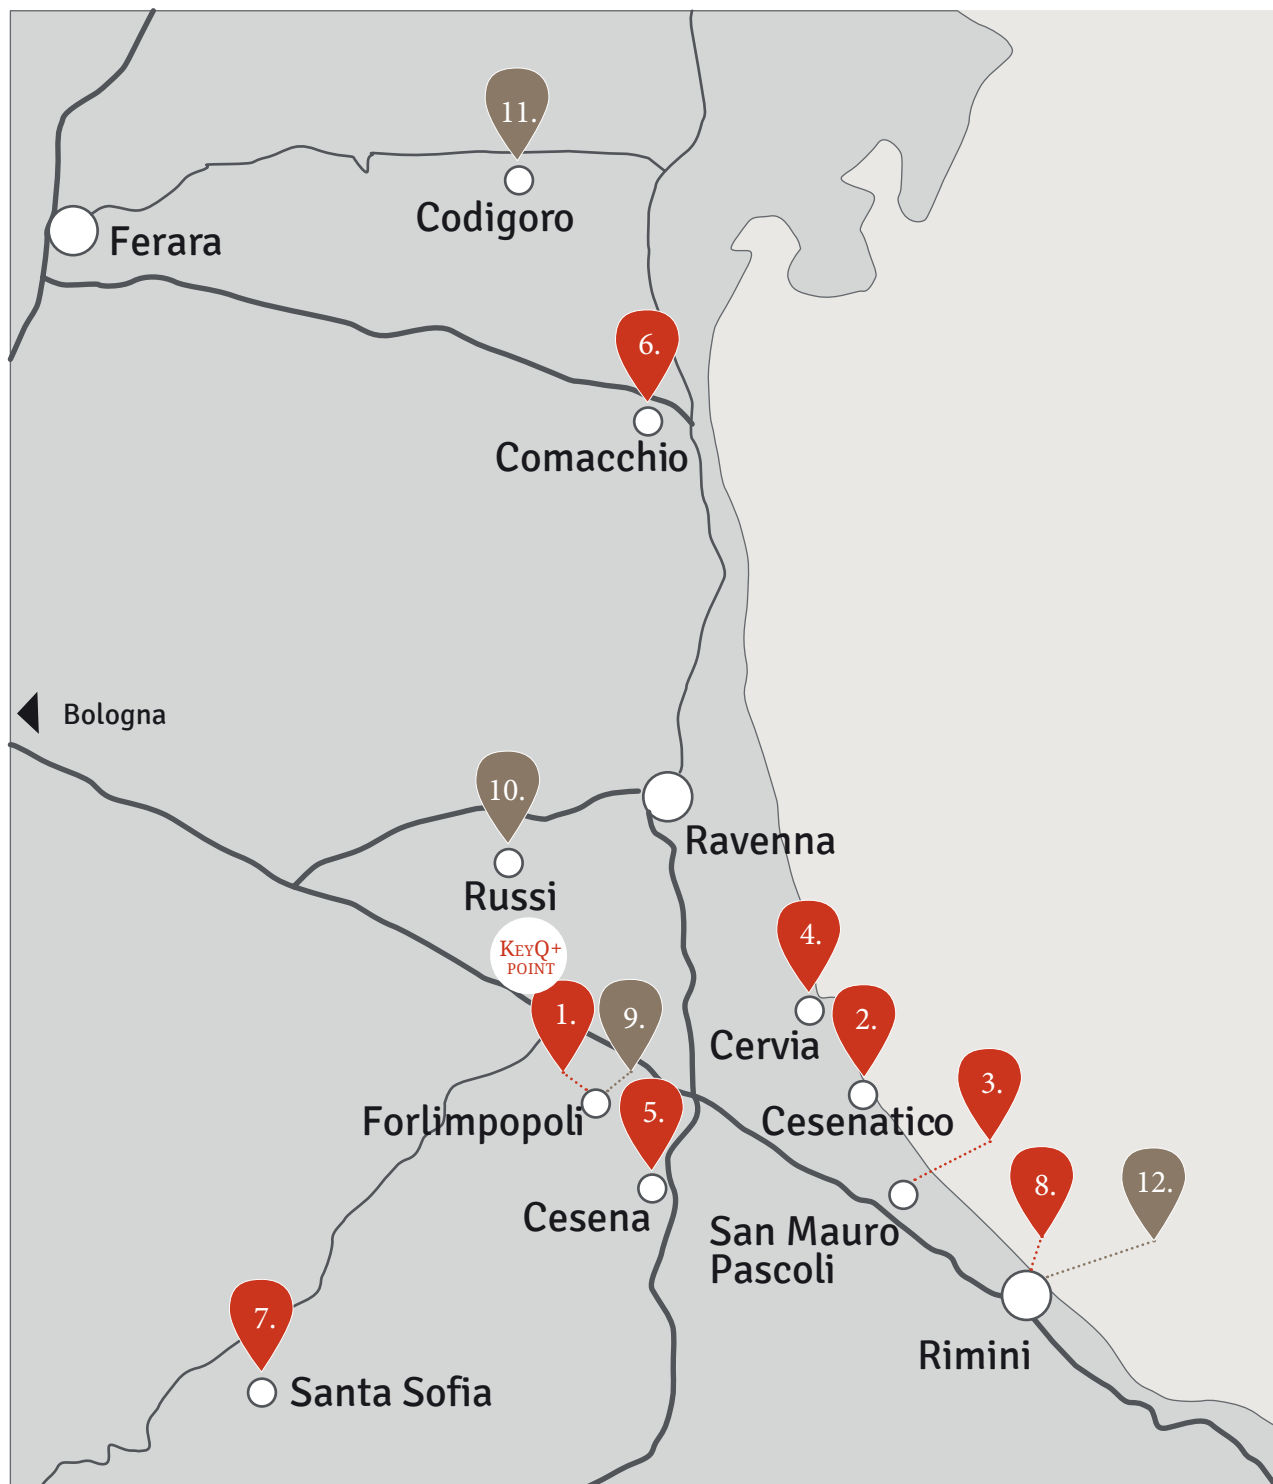 11.
Codigoro
Ferara
6.
Comacchio
Bologna
10.
Ravenna
Russi
KeyQ+
point
4.
1.
9.
2.
Cervia
3.
5.
Forlimpopoli
Cesenatico
8.
12.
Cesena
San Mauro
Pascoli
7.
Rimini
Santa Sofia